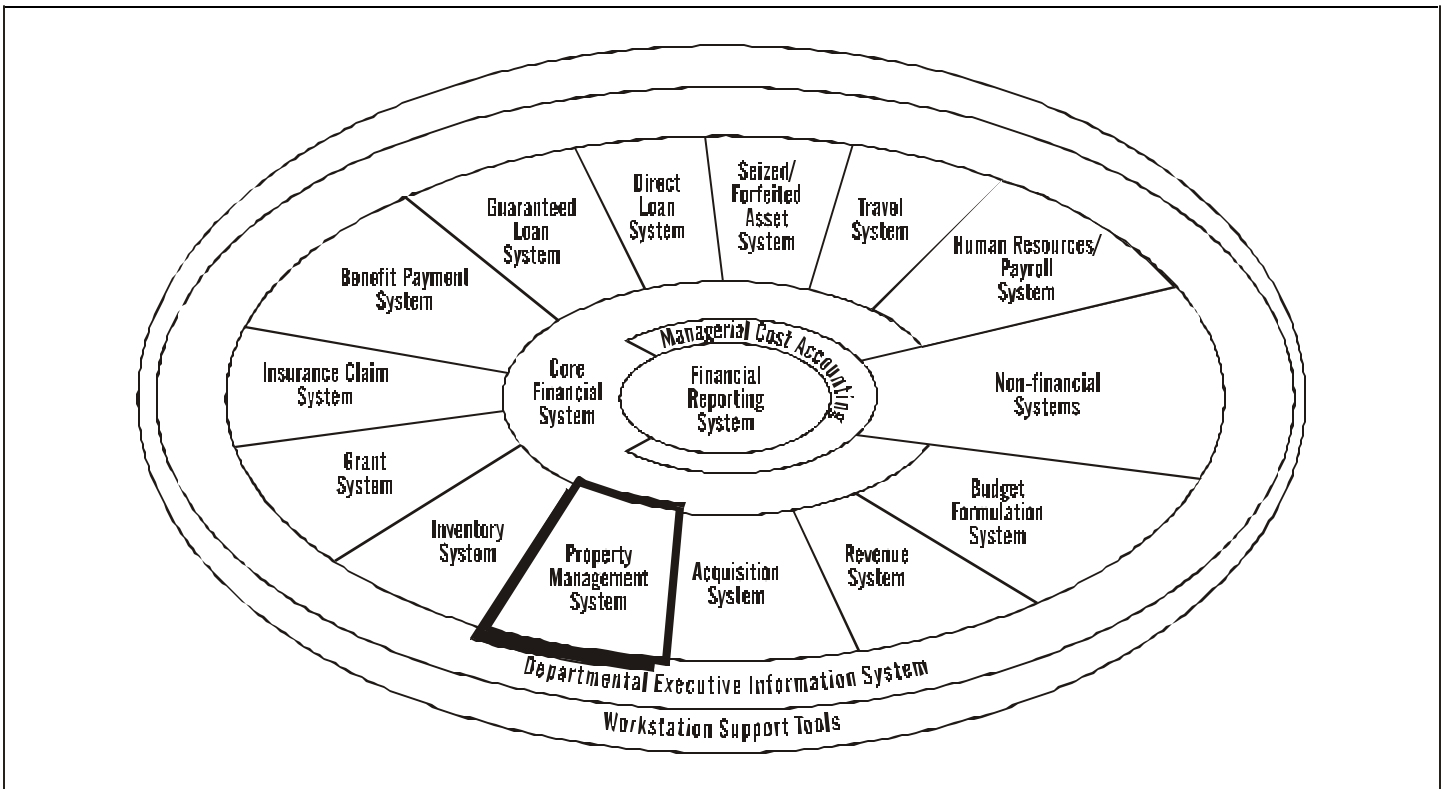 Direct
Loan
System
Seized/
Forfeited
Asset
System
Travel
System
Guaranteed
Loan
System
Human Resources/
Payroll
System
Benefit Payment
System
Managerial Cost Accounting
Insurance Claim
System
Core
Financial
System
Financial
Reporting
System
Non-financial
Systems
Grant
System
Budget
Formulation
System
Inventory
System
Property
Management
System
Acquisition
System
Revenue
System
Departmental Executive Information System
Workstation Support Tools